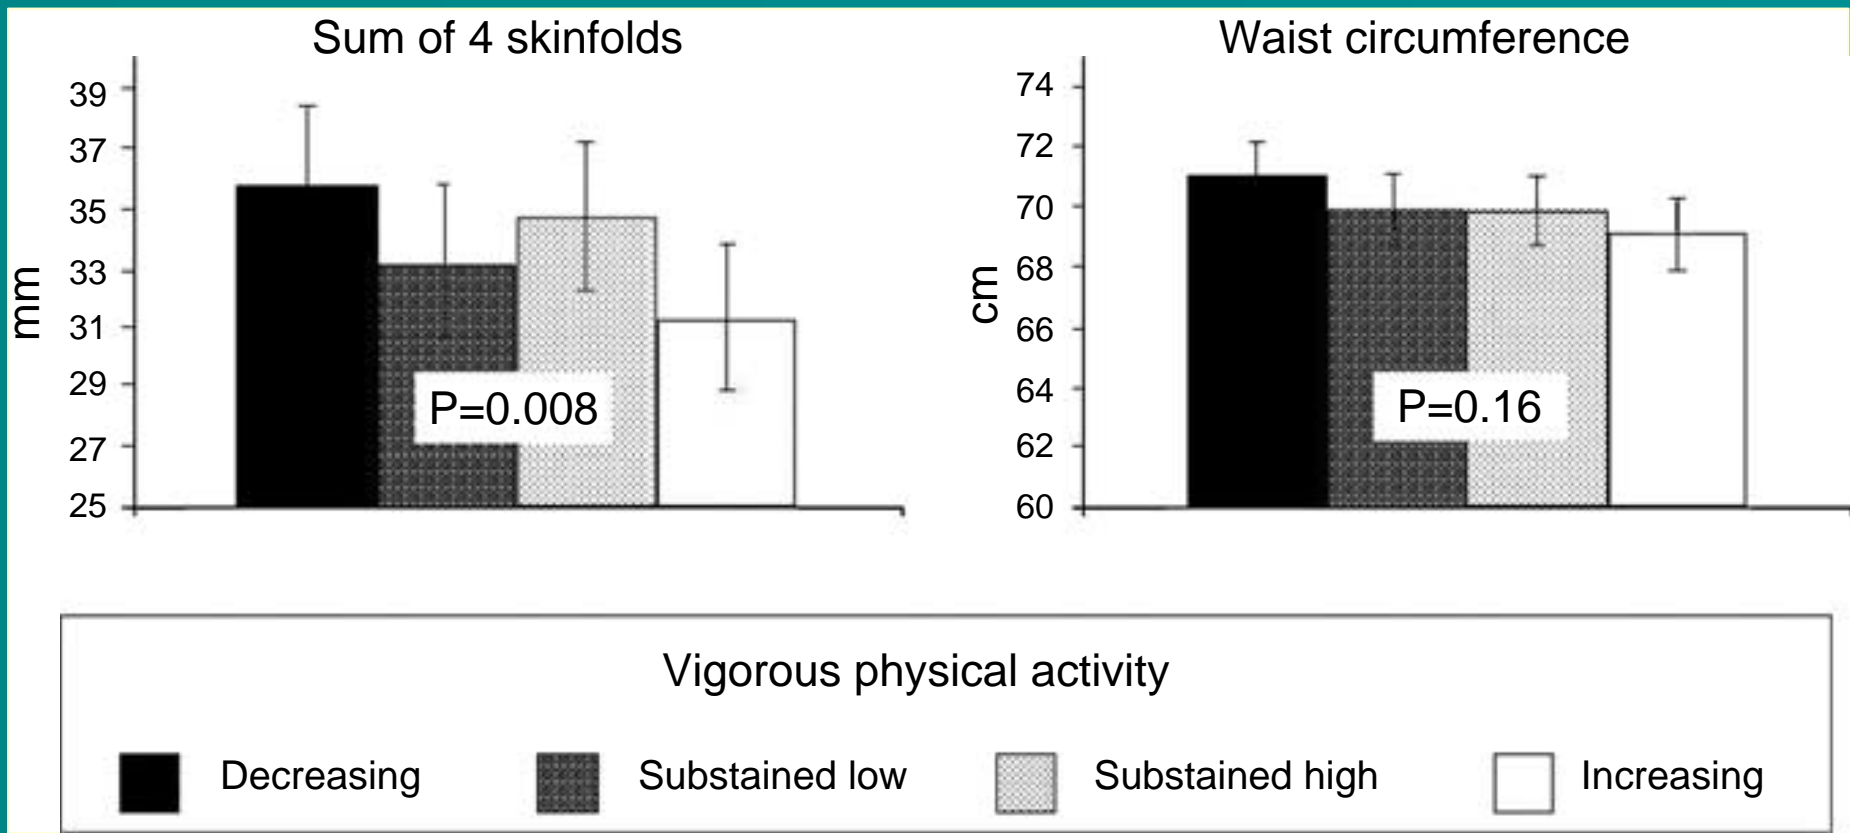 Sum of 4 skinfolds
39
37
35
33
31
29
27
25
mm
P=0.008
Waist circumference
74
72
70
68
66
64
62
60
cm
P=0.16
Vigorous physical activity
Decreasing Substained low Substained high Increasing